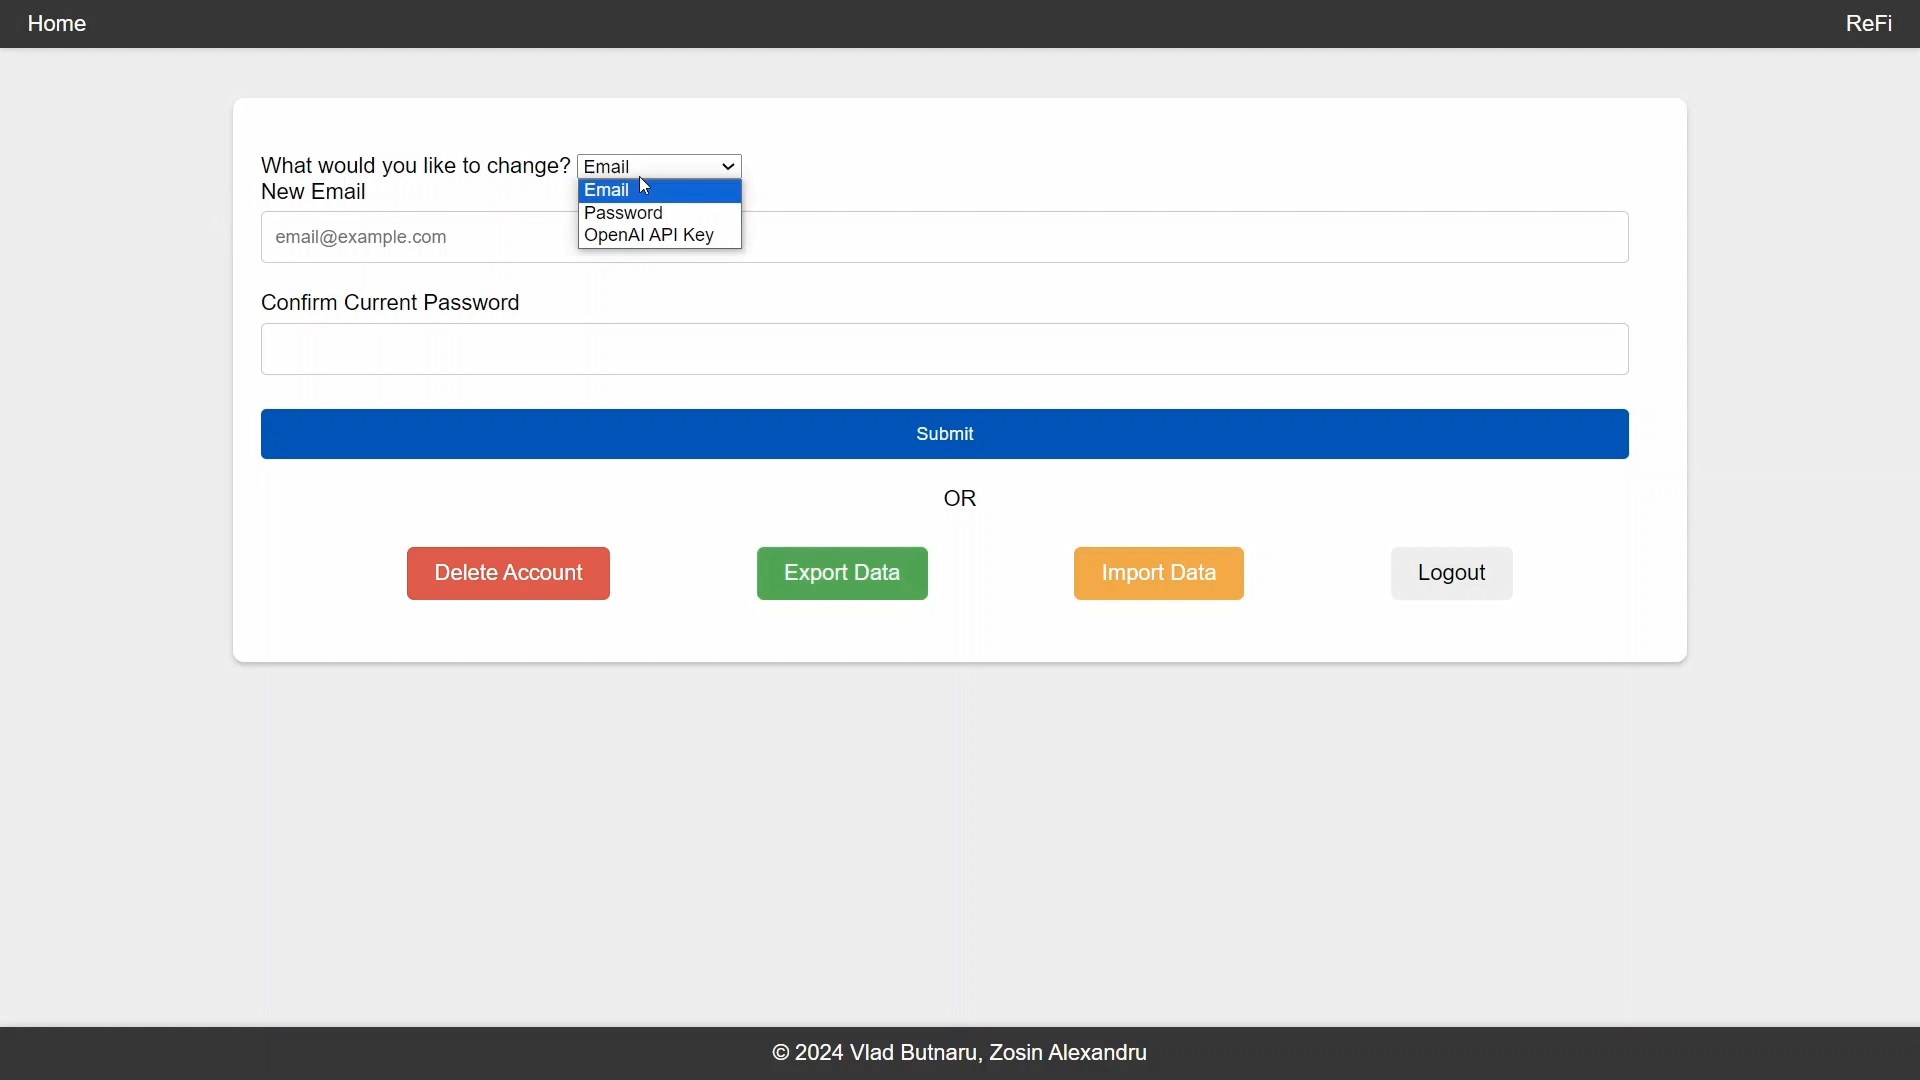 Home
ReFi
What would you like to change? Email
Email
Password
OpenAI API Key
New Email
email@example.com
Confirm Current Password
Submit
OR
Delete Account
Export Data
Import Data
Logout
© 2024 Vlad Butnaru, Zosin Alexandru